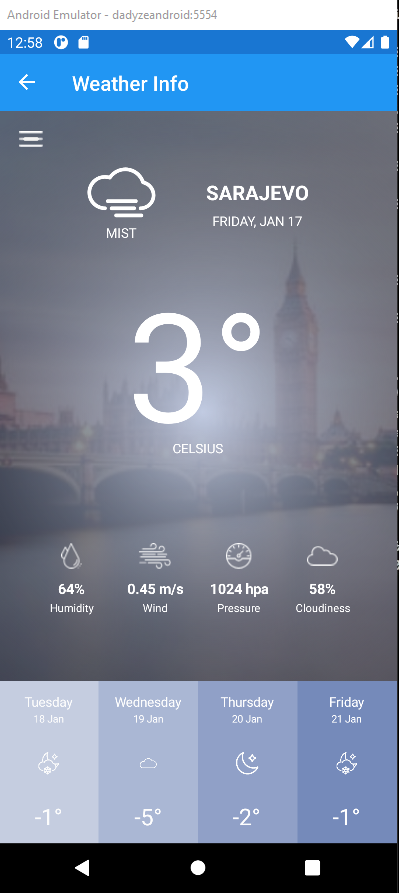 Android Emulator - dadyzeandroid:5554
12:58
Weather Info
SARAJEVO
MIST
FRIDAY, JAN 17
3°
CELSIUS
64% 0.45 m/s 1024 hpa 58%
Humidity Wind Pressure Cloudiness
Tuesday Wednesday Thursday Friday
18 Jan 19 Jan 20 Jan 21 Jan
-1° -5° -2° -1°